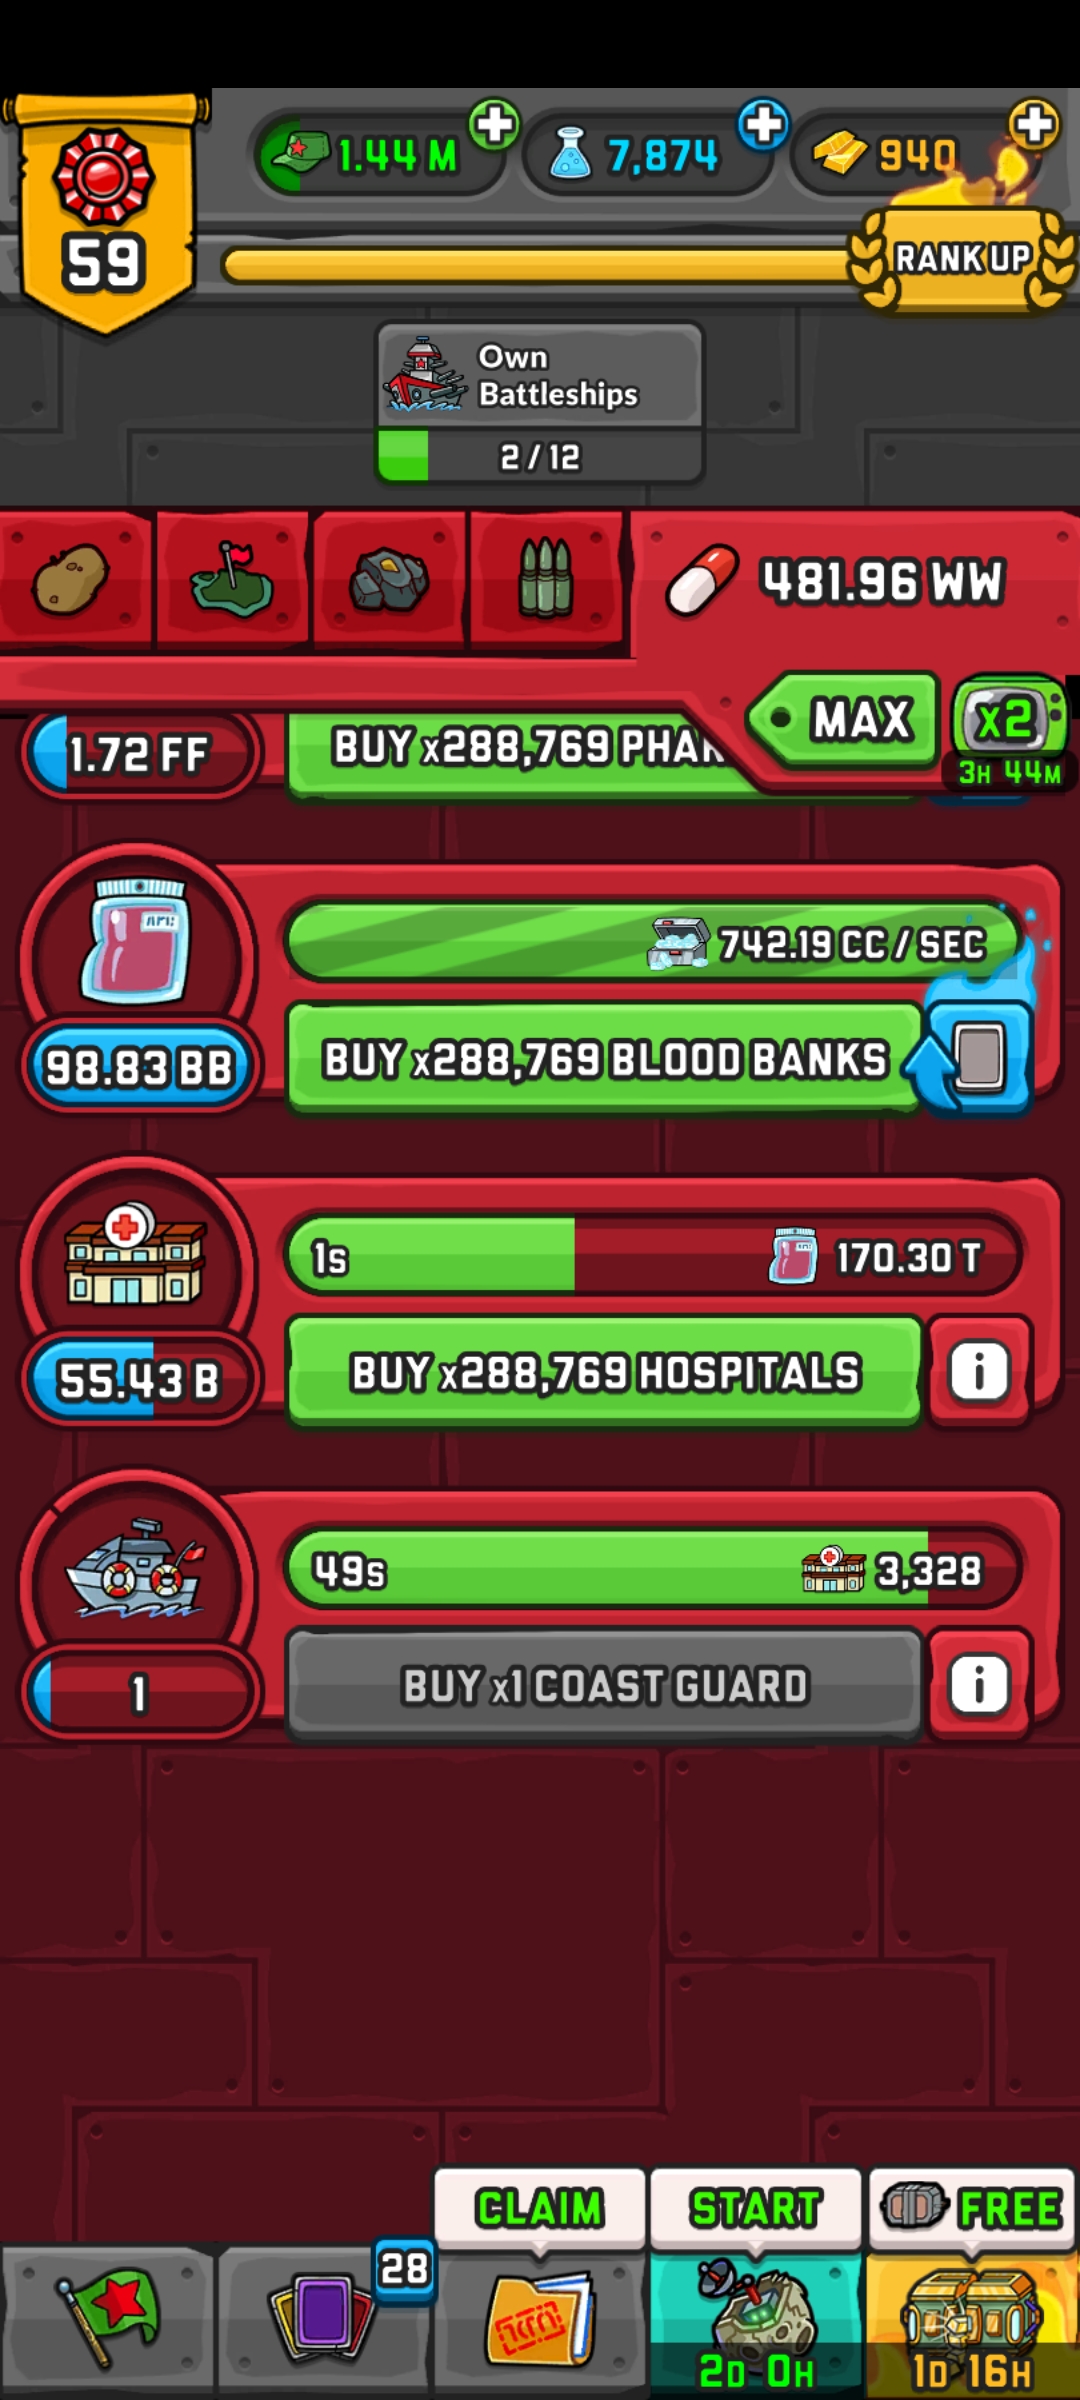 1.44 M
7,874
940
59
RANK UP
Own
Battleships
2 / 12
481.96 WW
MAX
x2
3H 44M
1.72 FF
BUY x288,769 PHAR
742.19 CC / SEC
98.83 BB
BUY x288,769 BLOOD BANKS
1s
170.30 T
55.43 B
BUY x288,769 HOSPITALS
i
49s
3,328
1
BUY x1 COAST GUARD
i
CLAIM
START
FREE
28
2D 0H
1D 16H